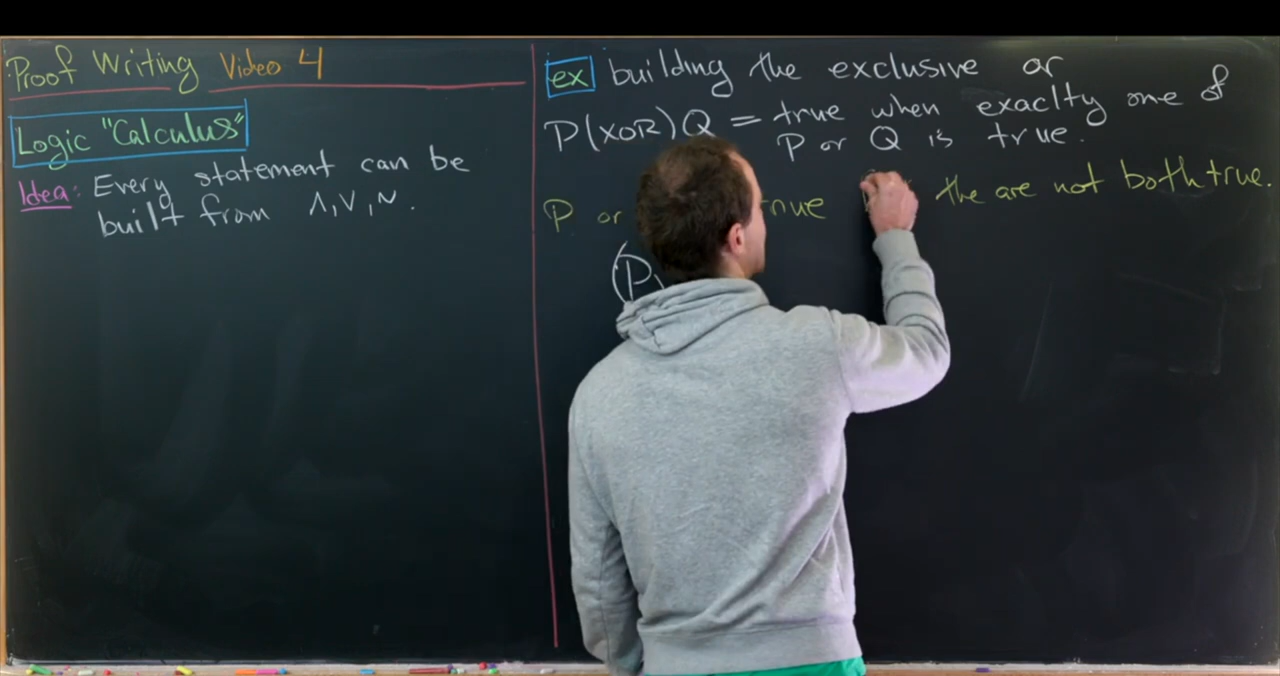 Proof Writing Video 4
Logic "Calculus"
Idea: Every statement can be
built from ∧, ∨, ~.
ex building the exclusive or
P(XOR)Q = true when exaclty one of
P or Q is true.
P or true the are not both true.
(P